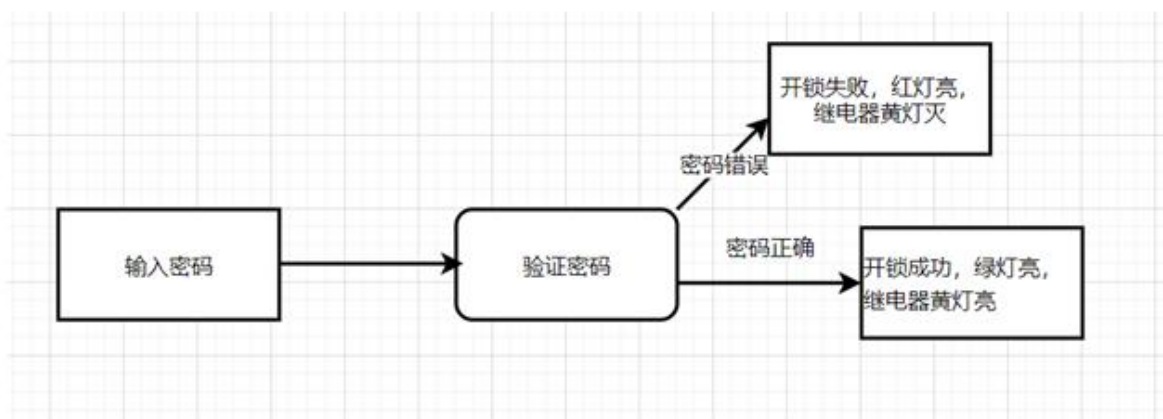 开锁失败，红灯亮，
继电器黄灯灭
密码错误
输入密码
验证密码
密码正确
开锁成功，绿灯亮，
继电器黄灯亮